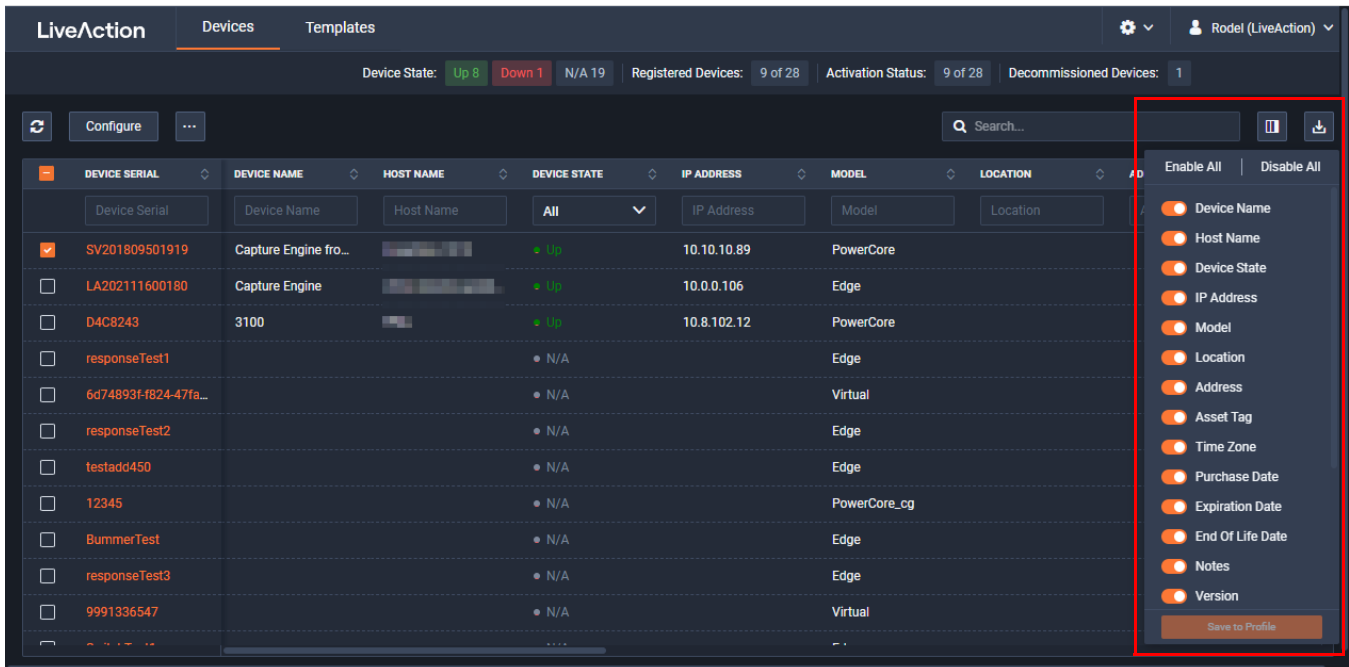 LiveAction Devices Templates Rodel (LiveAction)
Device State: Up 8 Down 1 N/A 19 Registered Devices: 9 of 28 Activation Status: 9 of 28 Decommissioned Devices: 1
Configure ... Search...
DEVICE SERIAL DEVICE NAME HOST NAME DEVICE STATE IP ADDRESS MODEL LOCATION AD
Device Serial Device Name Host Name All IP Address Model Location
SV201809501919 Capture Engine fro... Up 10.10.10.89 PowerCore
LA202111600180 Capture Engine Up 10.0.0.106 Edge
D4C8243 3100 Up 10.8.102.12 PowerCore
responseTest1 N/A Edge
6d74893f-f824-47fa... N/A Virtual
responseTest2 N/A Edge
testadd450 N/A Edge
12345 N/A PowerCore_cg
BummerTest N/A Edge
responseTest3 N/A Edge
9991336547 N/A Virtual
Enable All Disable All
Device Name
Host Name
Device State
IP Address
Model
Location
Address
Asset Tag
Time Zone
Purchase Date
Expiration Date
End Of Life Date
Notes
Version
Save to Profile